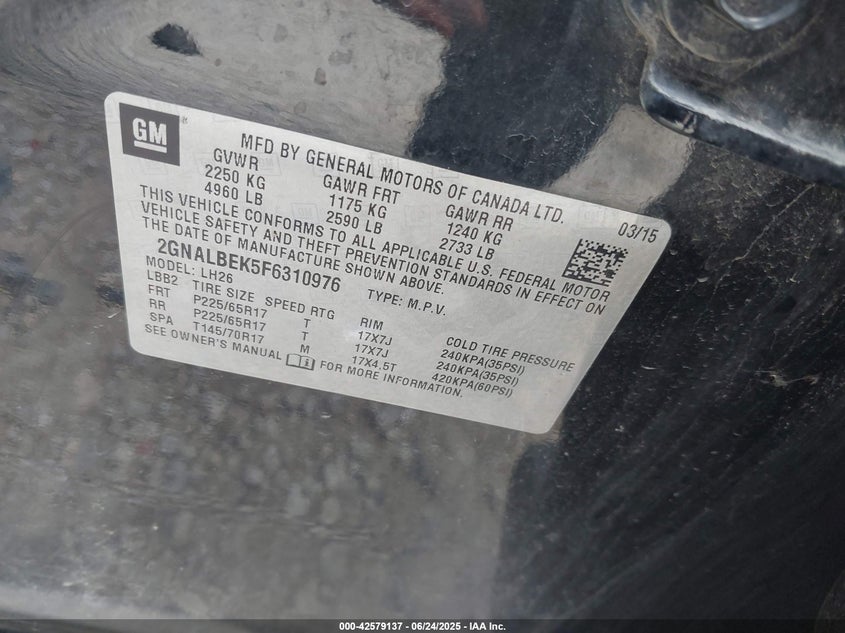 GM
MFD BY GENERAL MOTORS OF CANADA LTD. 03/15
GVWR GAWR FRT GAWR RR
2250 KG 1175 KG 1240 KG
4960 LB 2590 LB 2733 LB
THIS VEHICLE CONFORMS TO ALL APPLICABLE U.S. FEDERAL MOTOR
VEHICLE SAFETY AND THEFT PREVENTION STANDARDS IN EFFECT ON
THE DATE OF MANUFACTURE SHOWN ABOVE.
2GNALBEK5F6310976 TYPE: M.P.V.
MODEL: LH26
LBB2 TIRE SIZE SPEED RTG RIM COLD TIRE PRESSURE
FRT P225/65R17 T 17X7J 240KPA(35PSI)
RR P225/65R17 T 17X7J 240KPA(35PSI)
SPA T145/70R17 M 17X4.5T 420KPA(60PSI)
SEE OWNER'S MANUAL FOR MORE INFORMATION.
000-42579137 - 06/24/2025 - IAA Inc.